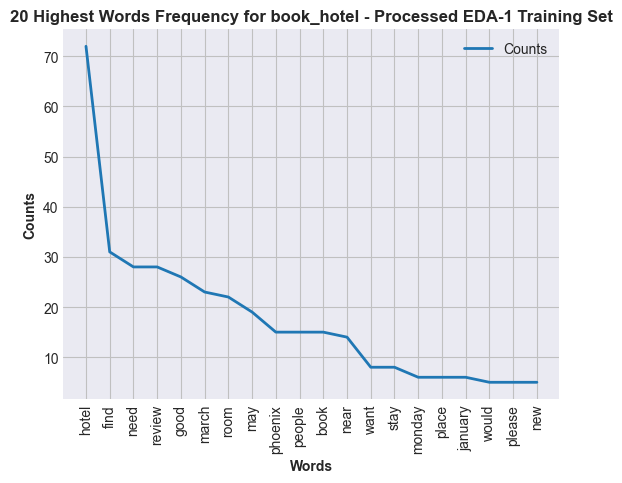 20 Highest Words Frequency for book_hotel - Processed EDA-1 Training Set
Counts
70
60
50
40
30
20
10
Counts
hotel
find
need
review
good
march
room
may
phoenix
people
book
near
want
stay
monday
place
january
would
please
new
Words